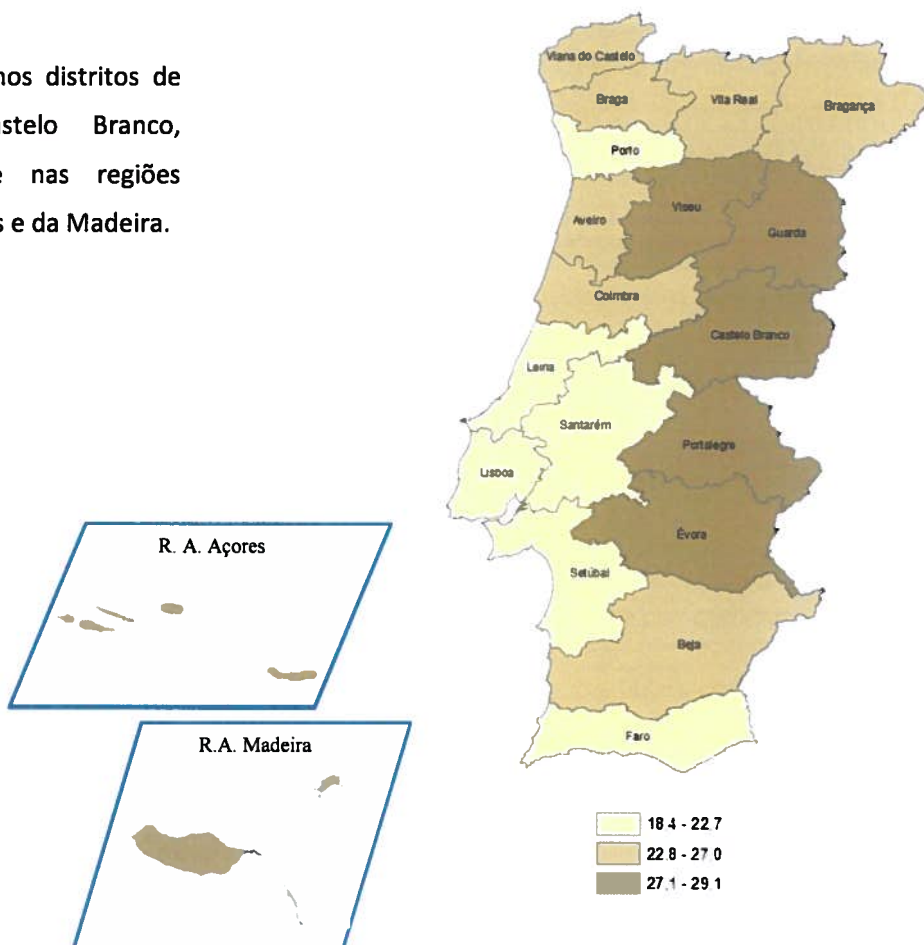 nos distritos de
stelo Branco,
e nas regiões
s e da Madeira.
Viana do Castelo
Braga
Vila Real
Bragança
Porto
Aveiro
Viseu
Guarda
Coimbra
Castelo Branco
Leiria
Santarém
Portalegre
Lisboa
Évora
Setúbal
Beja
Faro
R. A. Açores
R.A. Madeira
18.4 - 22.7
22.8 - 27.0
27.1 - 29.1